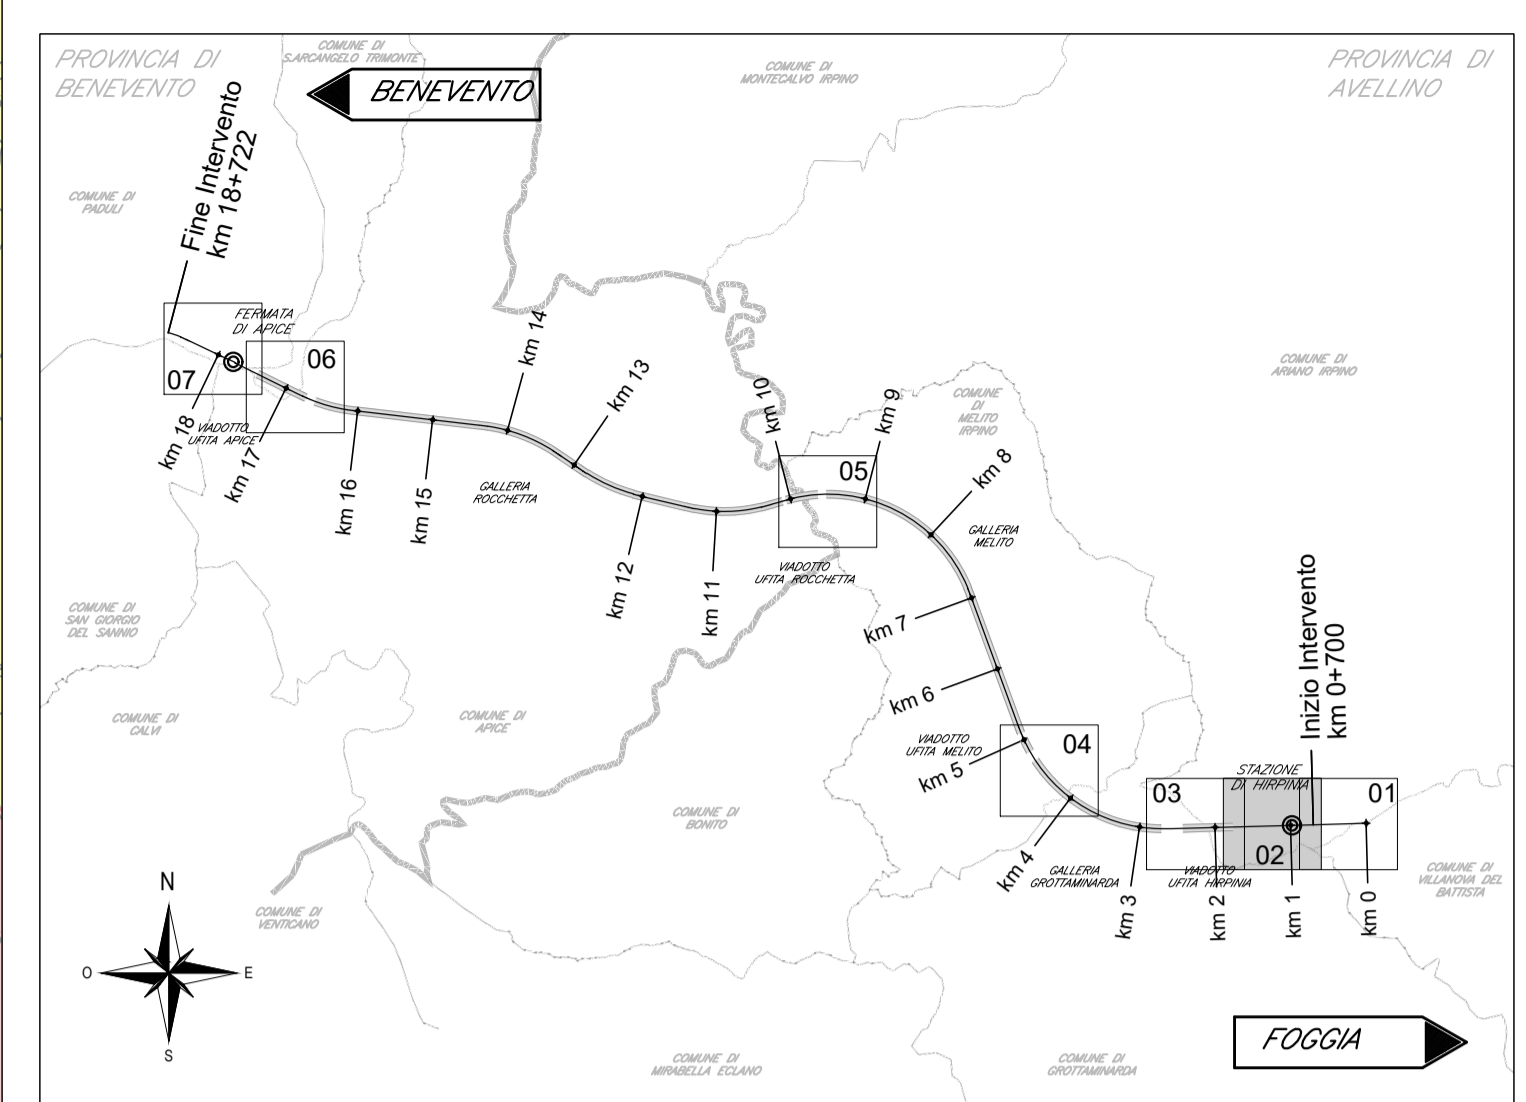 PROVINCIA DI
BENEVENTO
COMUNE DI
S.ARCANGELO TRIMONTE
BENEVENTO
COMUNE DI
MONTECALVO IRPINO
PROVINCIA DI
AVELLINO
Fine Intervento
km 18+722
COMUNE DI
PADULI
FERMATA
DI APICE
06
07
km 18
VIADOTTO
UFITA APICE
km 17
km 16
km 15
km 14
GALLERIA
ROCCHETTA
km 13
km 12
km 11
km 10
km 9
05
COMUNE
DI
MELITO
IRPINO
COMUNE DI
ARIANO IRPINO
km 8
GALLERIA
MELITO
VIADOTTO
UFITA ROCCHETTA
km 7
km 6
COMUNE DI
SAN GIORGIO
DEL SANNIO
COMUNE DI
CALVI
COMUNE DI
APICE
VIADOTTO
UFITA MELITO
km 5
04
Inizio Intervento
km 0+700
STAZIONE
DI HIRPINIA
03
01
02
COMUNE DI
BONITO
km 4
GALLERIA
GROTTAMINARDA
VIADOTTO
UFITA HIRPINIA
km 3
km 2
km 1
km 0
COMUNE DI
VILLANOVA DEL
BATTISTA
COMUNE DI
VENTICANO
N
O
E
S
FOGGIA
COMUNE DI
MIRABELLA ECLANO
COMUNE DI
GROTTAMINARDA